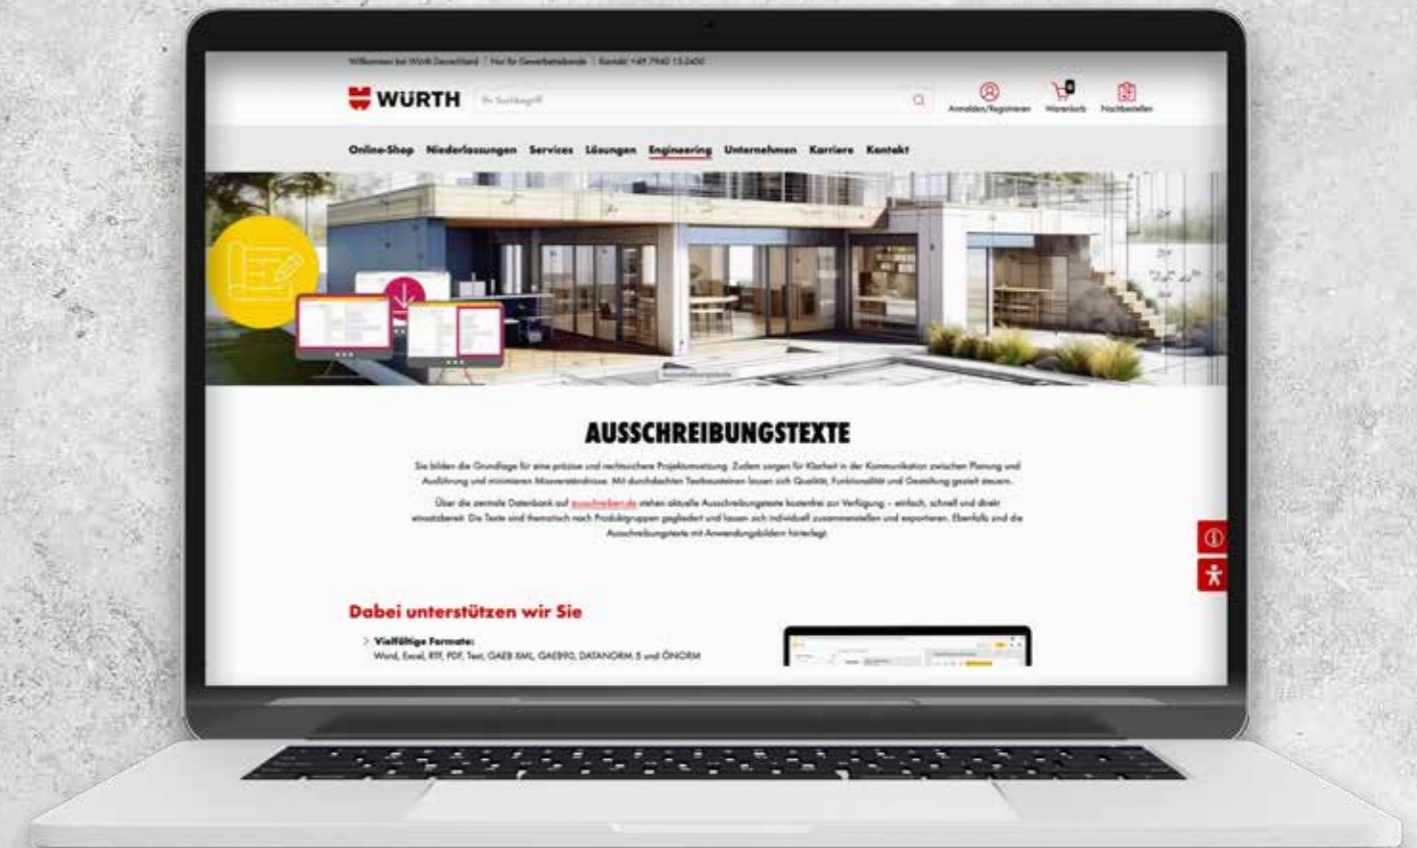 Willkommen bei Würth Deutschland | Nur für Gewerbetreibende | Kontakt +49 7940 15-2400
WÜRTH
Ihr Suchbegriff
Anmelden/Registrieren
0
Warenkorb
Nachbestellen
Online-Shop Niederlassungen Services Lösungen Engineering Unternehmen Karriere Kontakt
AUSSCHREIBUNGSTEXTE
Sie bilden die Grundlage für eine präzise und rechtssichere Projektumsetzung. Zudem sorgen für Klarheit in der Kommunikation zwischen Planung und
Ausführung und minimieren Missverständnisse. Mit durchdachten Textbausteinen lassen sich Qualität, Funktionalität und Gestaltung gezielt steuern.
Über die zentrale Datenbank auf ausschreiben.de stehen aktuelle Ausschreibungstexte kostenfrei zur Verfügung – einfach, schnell und direkt
einsatzbereit. Die Texte sind thematisch nach Produktgruppen gegliedert und lassen sich individuell zusammenstellen und exportieren. Ebenfalls sind die
Ausschreibungstexte mit Anwendungsbildern hinterlegt.
Dabei unterstützen wir Sie
> Vielfältige Formate:
Word, Excel, RTF, PDF, Text, GAEB XML, GAEB90, DATANORM 5 und ÖNORM